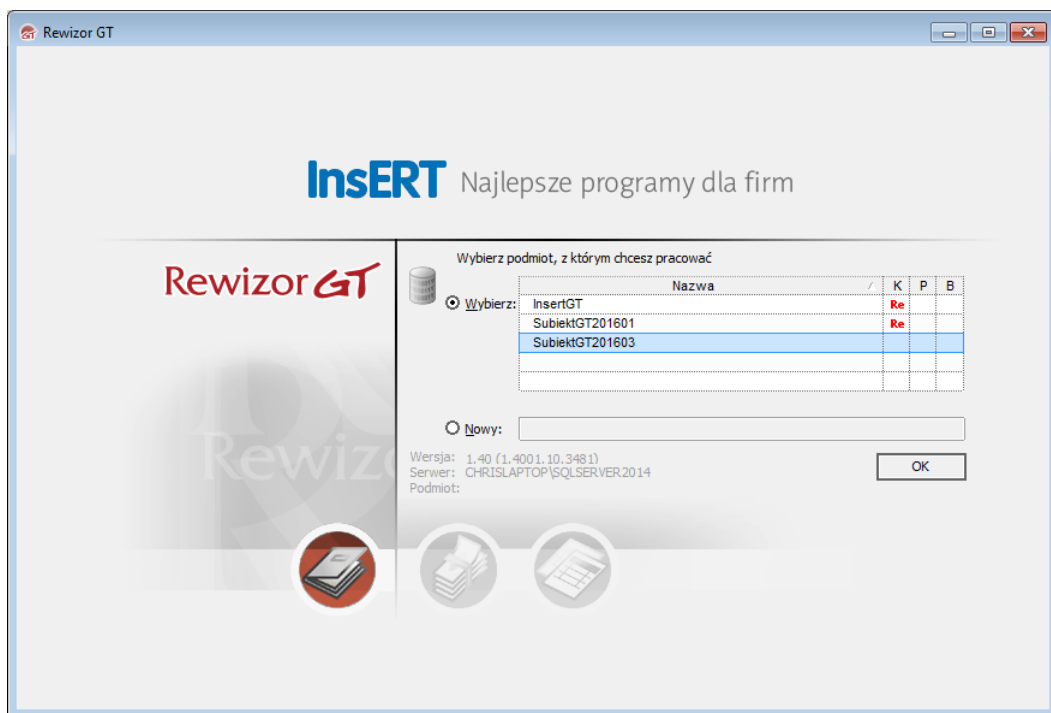 Rewizor GT
InsERT Najlepsze programy dla firm
Rewizor GT
Wybierz podmiot, z którym chcesz pracować
Nazwa K P B
Wybierz: InsertGT Re
SubiektGT201601 Re
SubiektGT201603
Nowy:
Wersja: 1.40 (1.4001.10.3481)
Serwer: CHRISLAPTOP\SQLSERVER2014
Podmiot:
OK
Rewizo